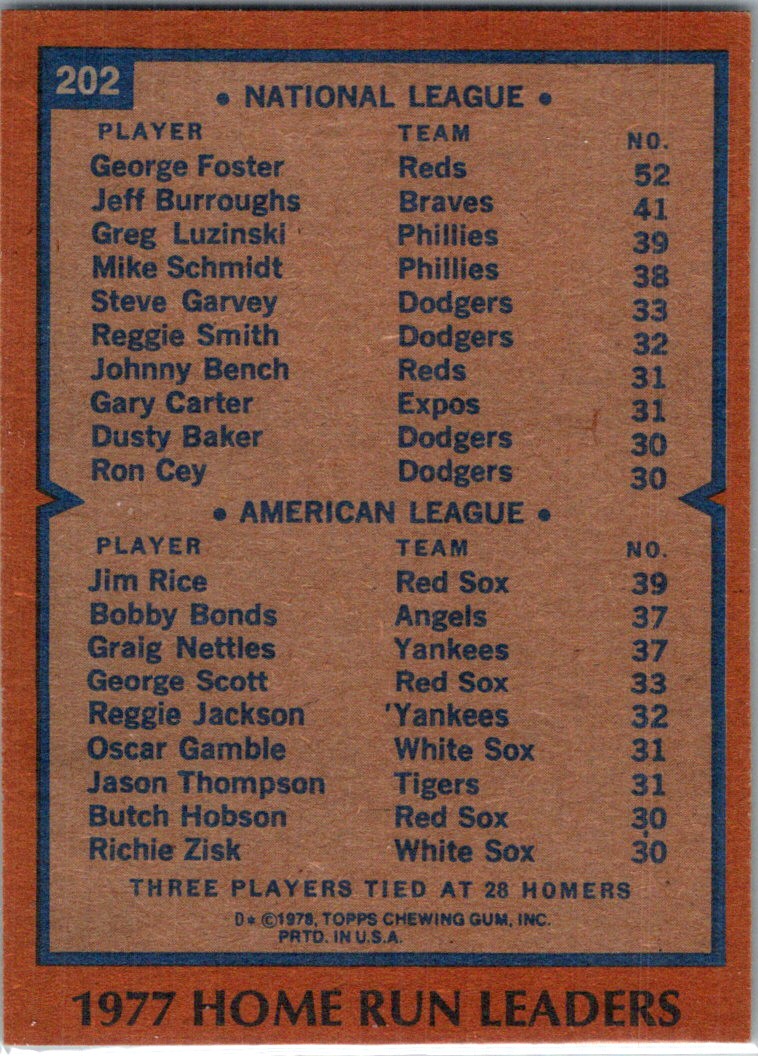 202
• NATIONAL LEAGUE •
PLAYER TEAM NO.
George Foster Reds 52
Jeff Burroughs Braves 41
Greg Luzinski Phillies 39
Mike Schmidt Phillies 38
Steve Garvey Dodgers 33
Reggie Smith Dodgers 32
Johnny Bench Reds 31
Gary Carter Expos 31
Dusty Baker Dodgers 30
Ron Cey Dodgers 30
• AMERICAN LEAGUE •
PLAYER TEAM NO.
Jim Rice Red Sox 39
Bobby Bonds Angels 37
Graig Nettles Yankees 37
George Scott Red Sox 33
Reggie Jackson Yankees 32
Oscar Gamble White Sox 31
Jason Thompson Tigers 31
Butch Hobson Red Sox 30
Richie Zisk White Sox 30
THREE PLAYERS TIED AT 28 HOMERS
D* ©1978, TOPPS CHEWING GUM, INC.
PRTD. IN U.S.A.
1977 HOME RUN LEADERS